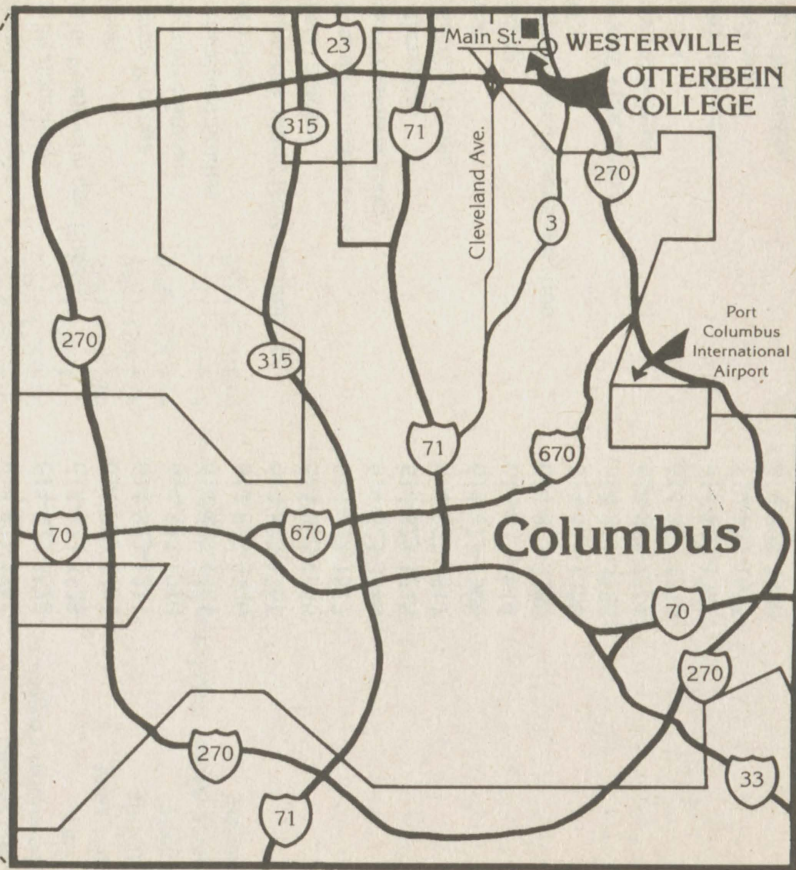 23
Main St.
WESTERVILLE
OTTERBEIN
COLLEGE
315
71
Cleveland Ave.
270
3
270
Port
Columbus
International
Airport
315
71
670
70
670
Columbus
70
270
270
33
71